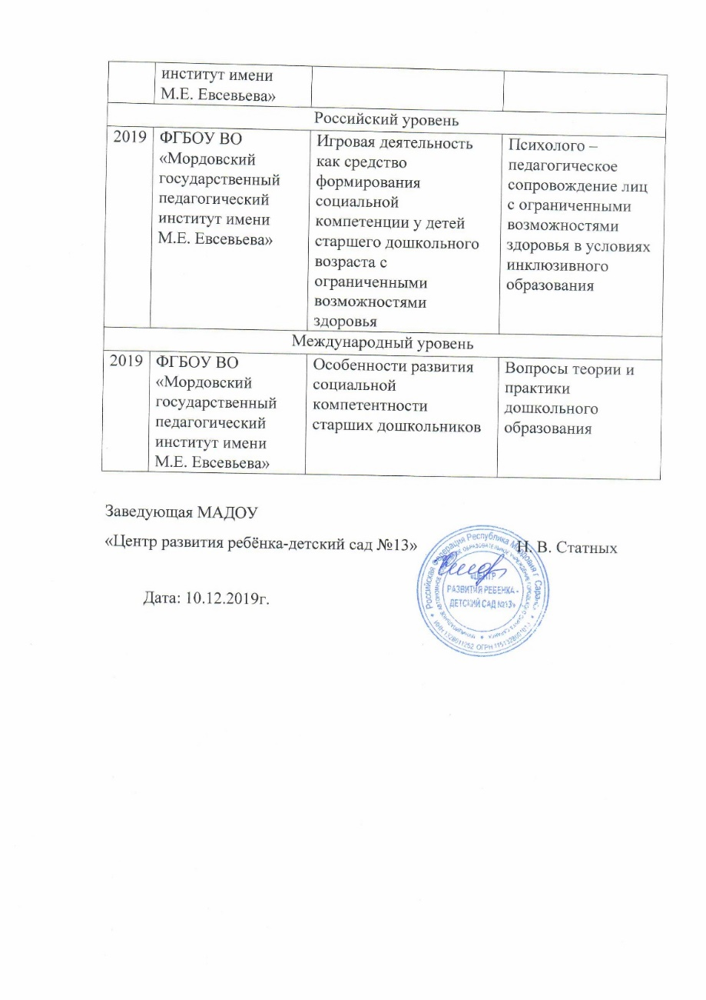 институт имени
М.Е. Евсевьева»
Российский уровень
2019
ФГБОУ ВО
«Мордовский
государственный
педагогический
институт имени
М.Е. Евсевьева»
Игровая деятельность
как средство
формирования
социальной
компетенции у детей
старшего дошкольного
возраста с
ограниченными
возможностями
здоровья
Психолого –
педагогическое
сопровождение лиц
с ограниченными
возможностями
здоровья в условиях
инклюзивного
образования
Международный уровень
2019
ФГБОУ ВО
«Мордовский
государственный
педагогический
институт имени
М.Е. Евсевьева»
Особенности развития
социальной
компетентности
старших дошкольников
Вопросы теории и
практики
дошкольного
образования
Заведующая МАДОУ
«Центр развития ребёнка-детский сад №13» Н. В. Статных
Российская Федерация Республика Мордовия г.
«ЦЕНТР
РАЗВИТИЯ РЕБЕНКА -
ДЕТСКИЙ САД №13»
Дата: 10.12.2019г.